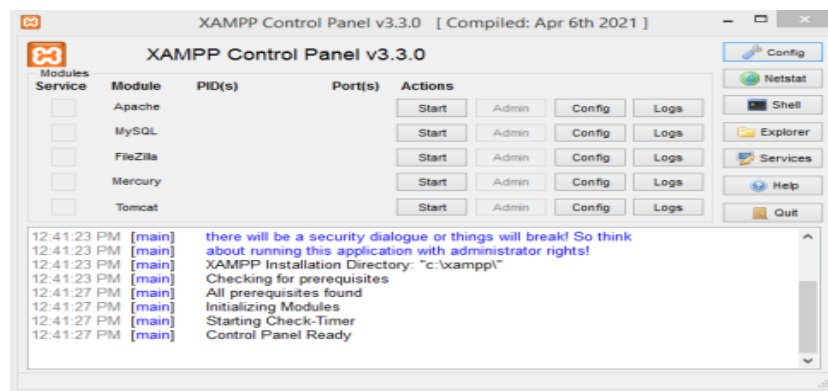 XAMPP Control Panel v3.3.0 [ Compiled: Apr 6th 2021 ]
XAMPP Control Panel v3.3.0
Config
Modules
Service Module PID(s) Port(s) Actions
Netstat
Apache Start Admin Config Logs
Shell
MySQL Start Admin Config Logs
Explorer
FileZilla Start Admin Config Logs
Services
Mercury Start Admin Config Logs
Help
Tomcat Start Admin Config Logs
Quit
12:41:23 PM [main] there will be a security dialogue or things will break! So think
12:41:23 PM [main] about running this application with administrator rights!
12:41:23 PM [main] XAMPP Installation Directory: "c:\xampp\"
12:41:23 PM [main] Checking for prerequisites
12:41:27 PM [main] All prerequisites found
12:41:27 PM [main] Initializing Modules
12:41:27 PM [main] Starting Check-Timer
12:41:27 PM [main] Control Panel Ready